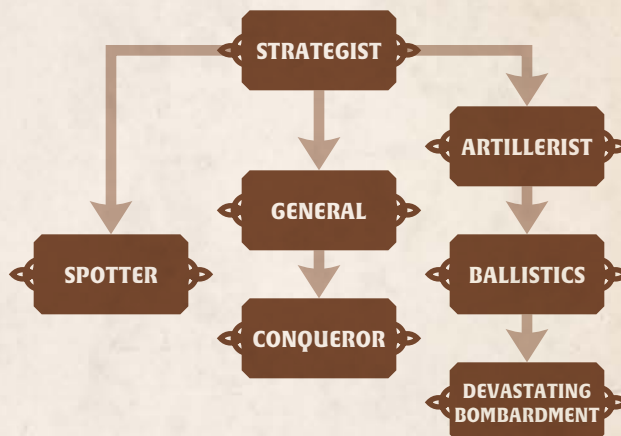 STRATEGIST
ARTILLERIST
GENERAL
SPOTTER
BALLISTICS
CONQUEROR
DEVASTATING
BOMBARDMENT